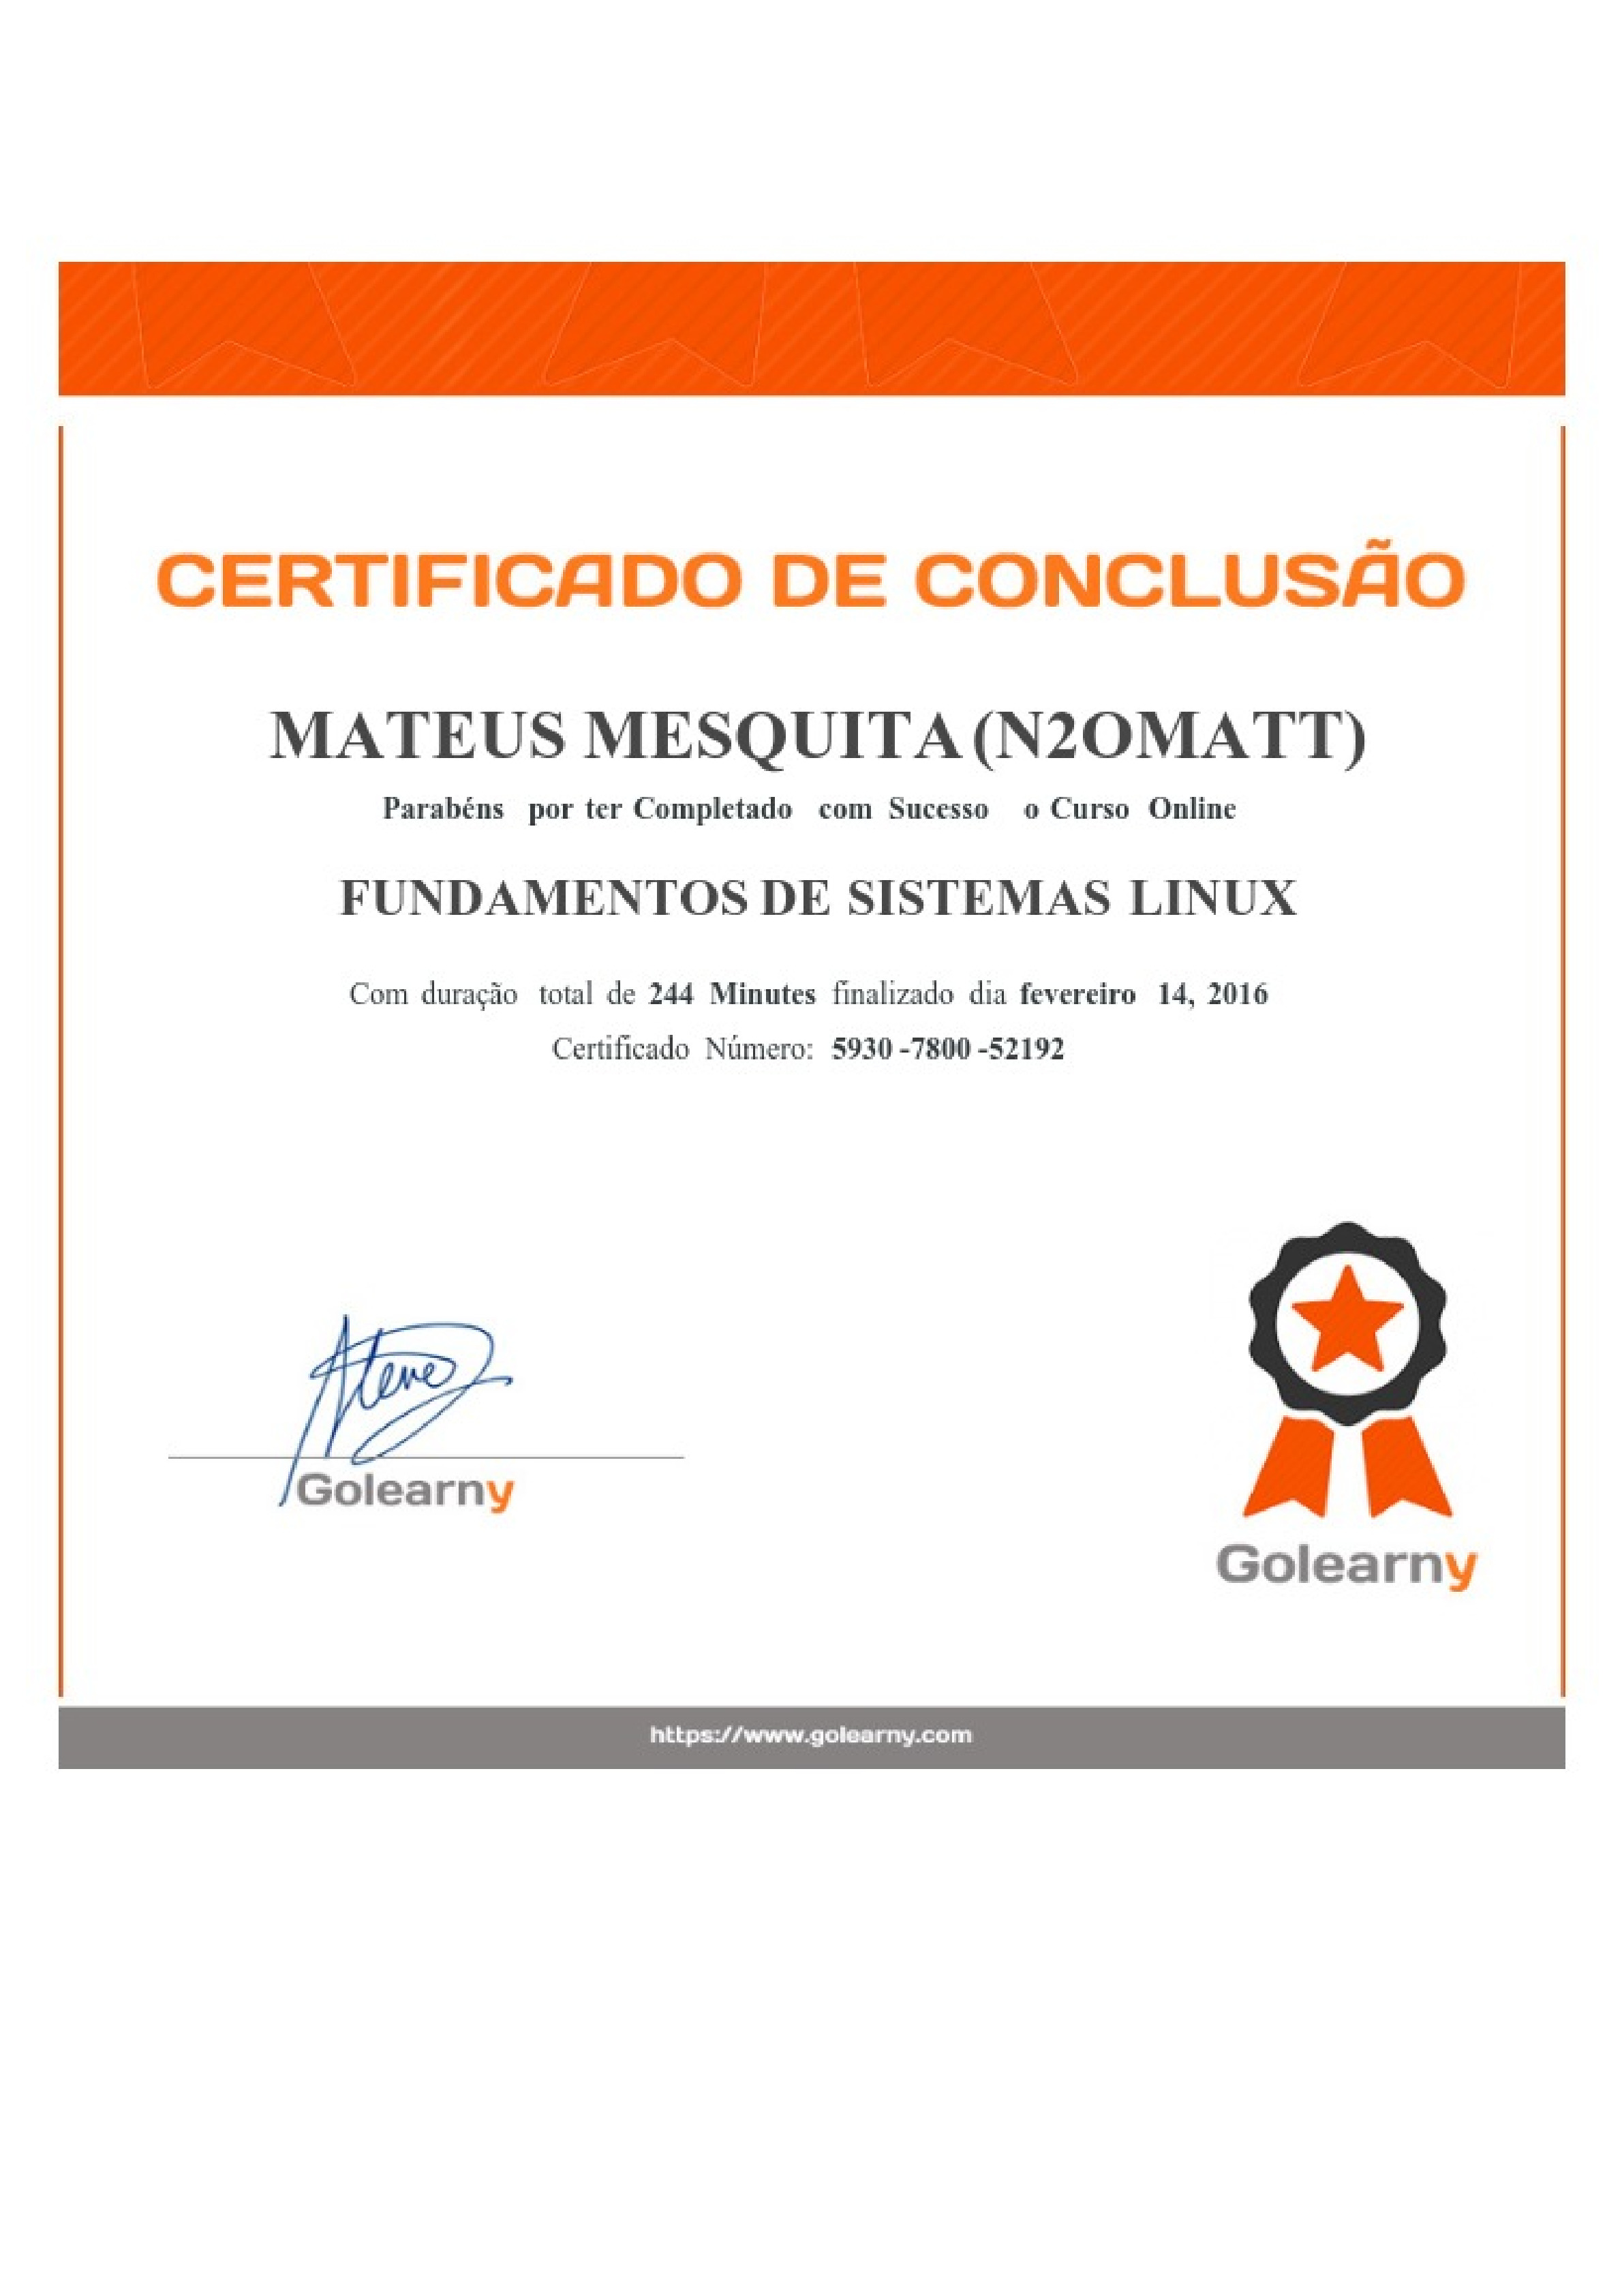 CERTIFICADO DE CONCLUSÃO
MATEUS MESQUITA (N2OMATT)
Parabéns por ter Completado com Sucesso o Curso Online
FUNDAMENTOS DE SISTEMAS LINUX
Com duração total de 244 Minutes finalizado dia fevereiro 14, 2016
Certificado Número: 5930 -7800 -52192
Golearny
Golearny
https://www.golearny.com